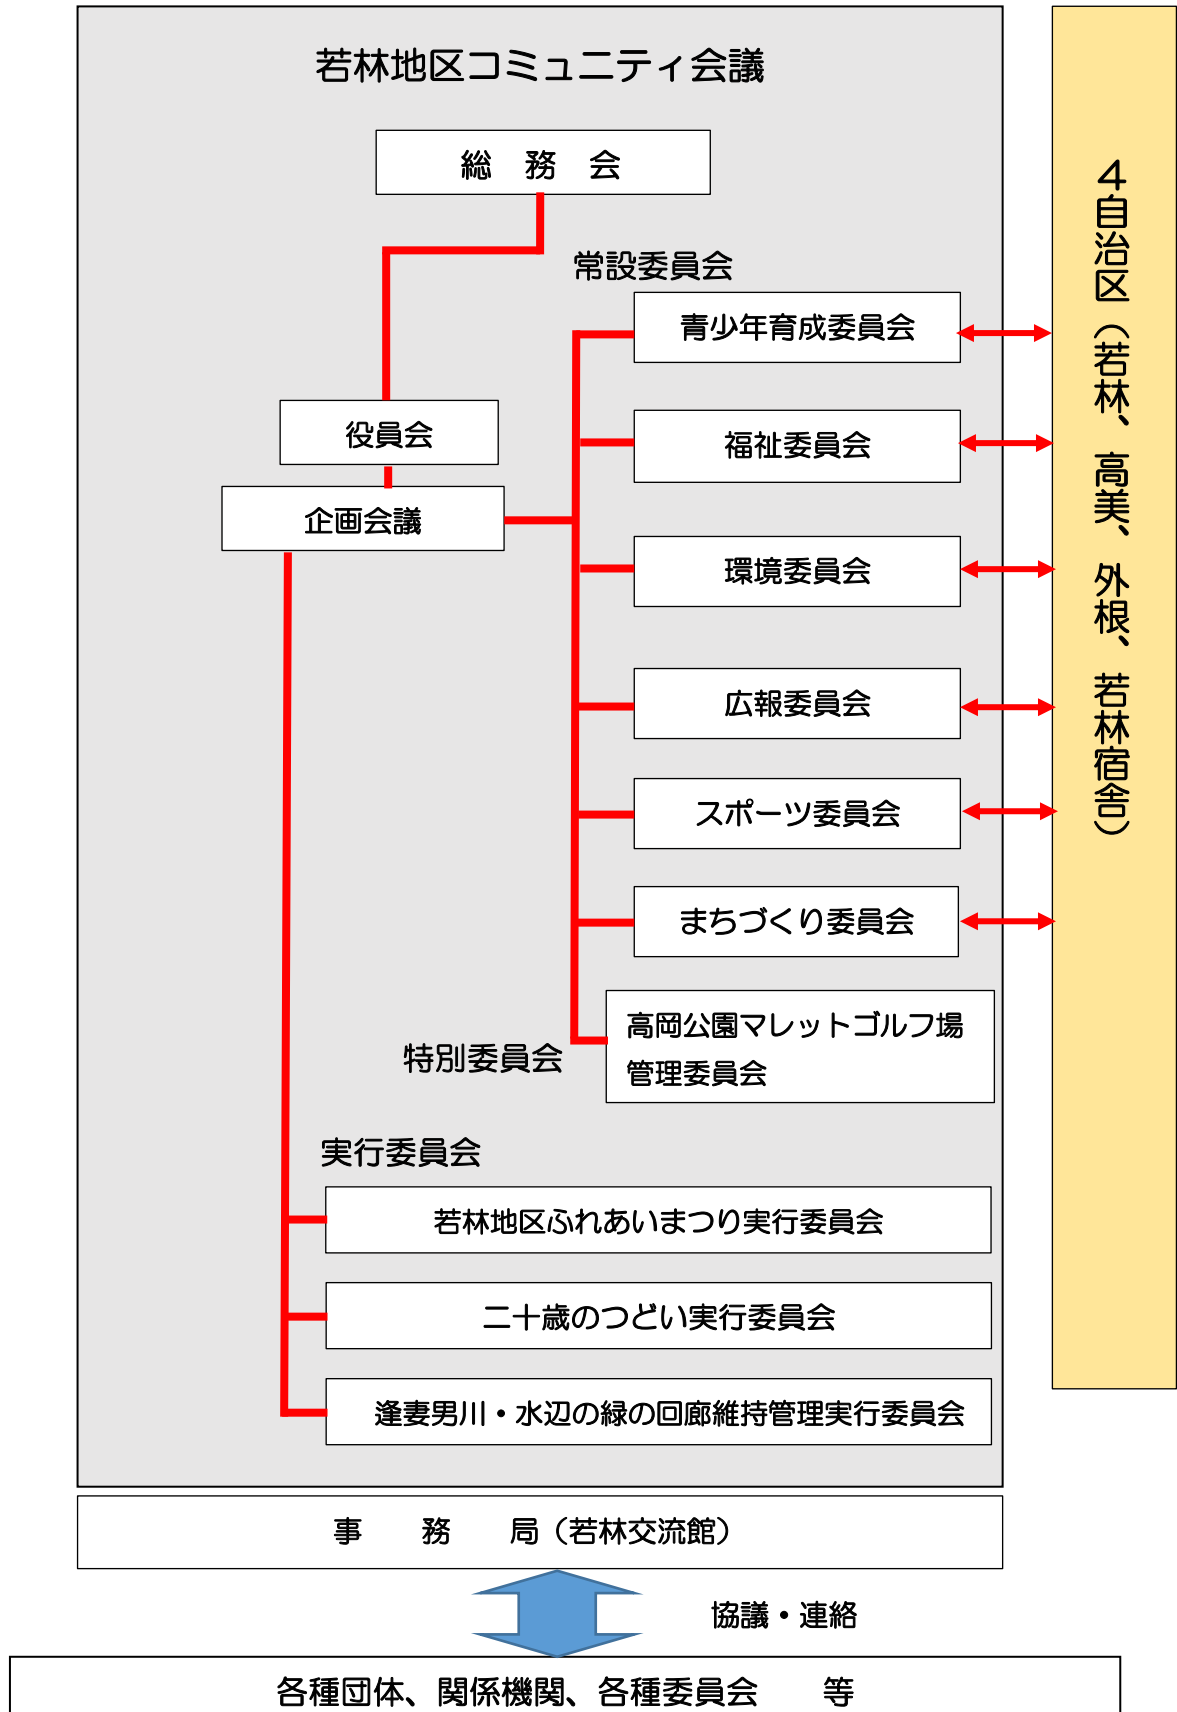 若林地区コミュニティ会議
総　務　会
常設委員会
青少年育成委員会
役員会
福祉委員会
企画会議
環境委員会
広報委員会
スポーツ委員会
まちづくり委員会
高岡公園マレットゴルフ場
管理委員会
特別委員会
実行委員会
若林地区ふれあいまつり実行委員会
二十歳のつどい実行委員会
逢妻男川・水辺の緑の回廊維持管理実行委員会
４自治区（若林、高美、外根、若林宿舎）
事　　務　　局（若林交流館）
協議・連絡
各種団体、関係機関、各種委員会　　等